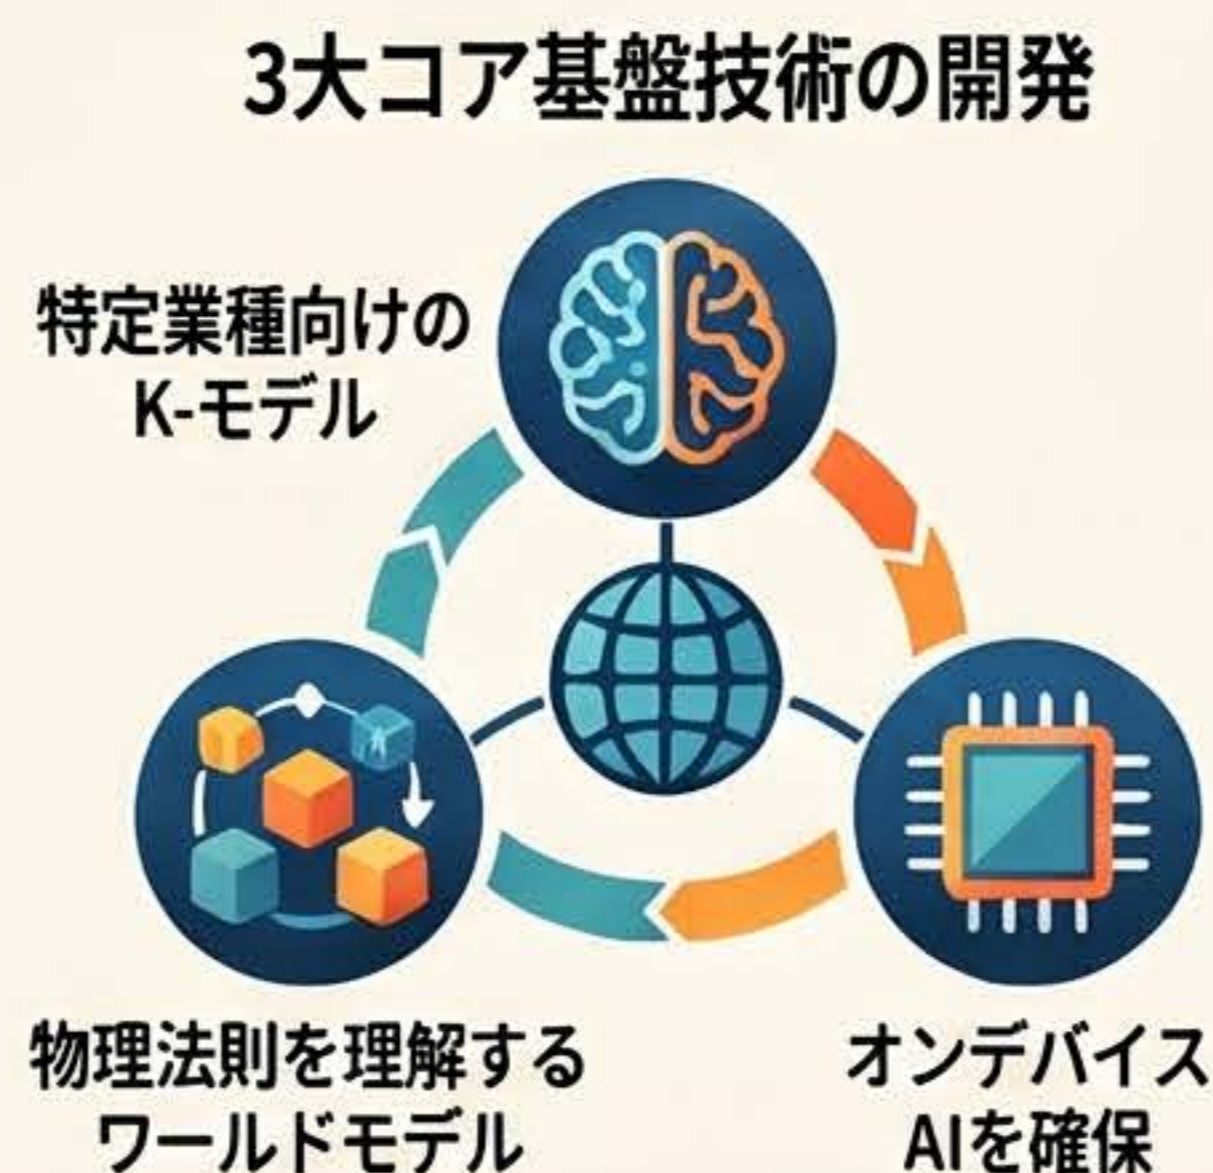 3大コア基盤技術の開発
特定業種向けの
K-モデル
物理法則を理解する
ワールドモデル
オンデバイス
AIを確保